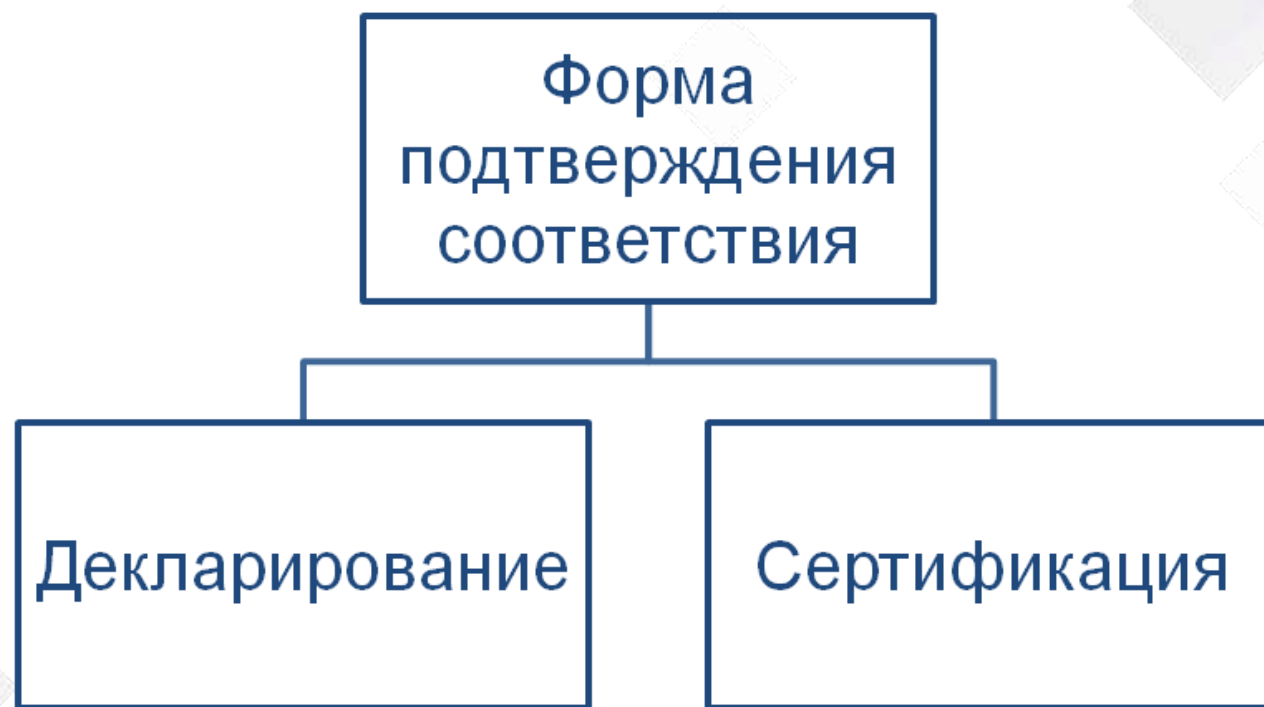 Форма
подтверждения
соответствия
Декларирование
Сертификация